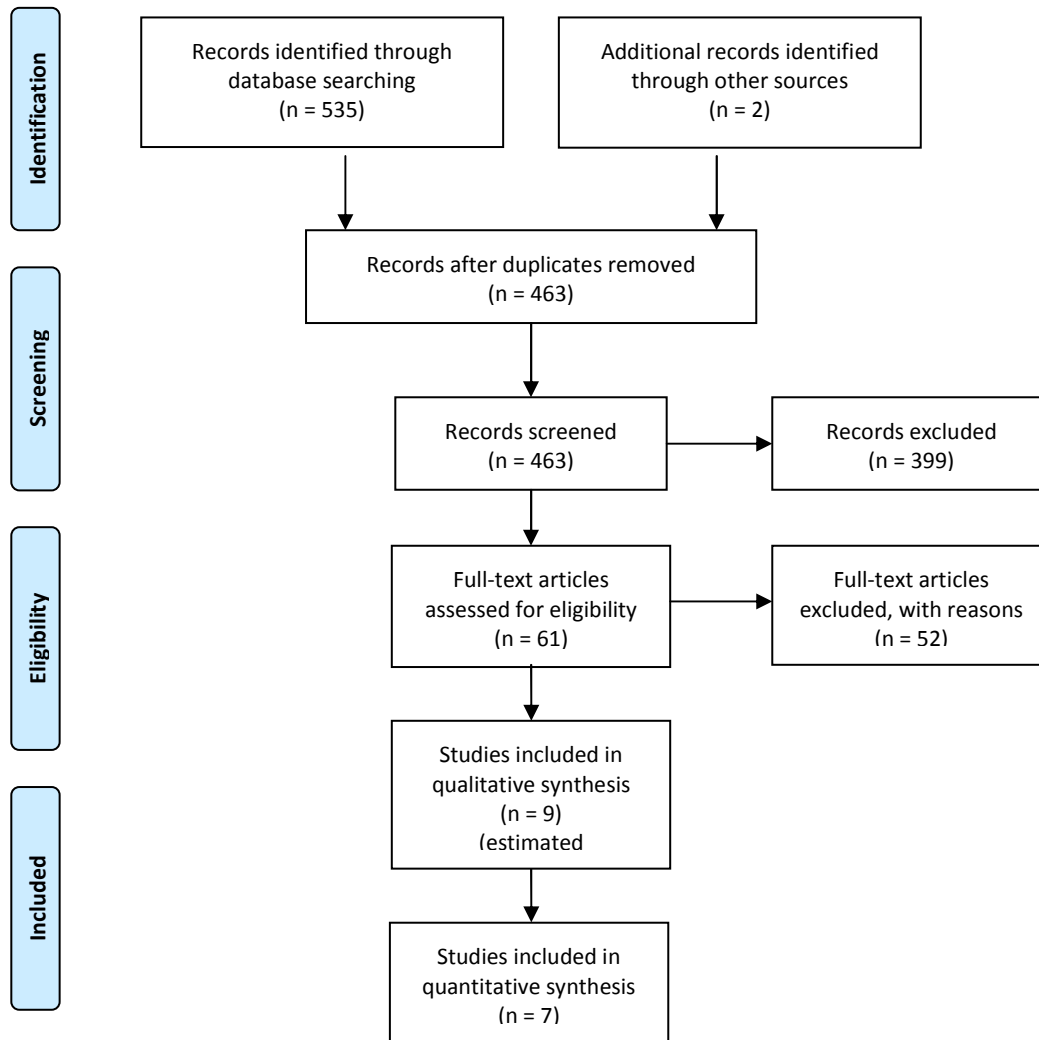 Identification
Records identified through
database searching
(n = 535)
Additional records identified
through other sources
(n = 2)
Records after duplicates removed
(n = 463)
Screening
Records screened
(n = 463)
Records excluded
(n = 399)
Eligibility
Full-text articles
assessed for eligibility
(n = 61)
Full-text articles
excluded, with reasons
(n = 52)
Studies included in
qualitative synthesis
(n = 9)
(estimated
Included
Studies included in
quantitative synthesis
(n = 7)